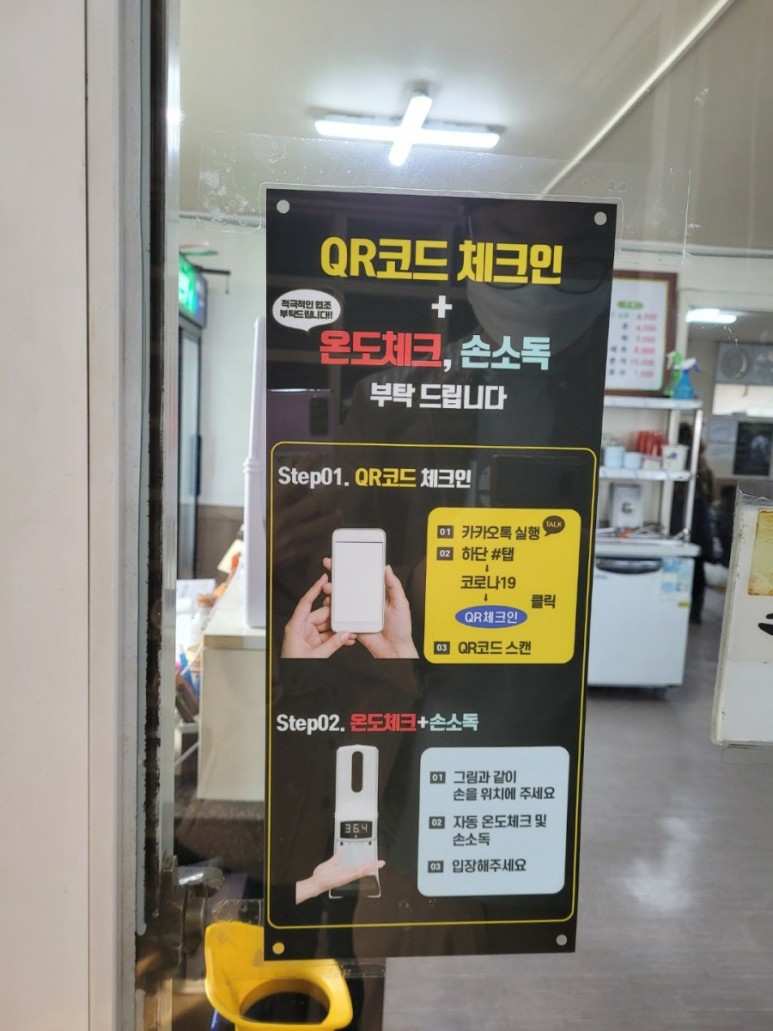 QR코드 체크인
+
적극적인 협조
부탁드립니다!!
온도체크, 손소독
부탁 드립니다
Step01. QR코드 체크인
01 카카오톡 실행 TALK
02 하단 #탭
↓
코로나19
↓
클릭
QR체크인
03 QR코드 스캔
Step02. 온도체크+손소독
36.4
01 그림과 같이
손을 위치에 주세요
02 자동 온도체크 및
손소독
03 입장해주세요